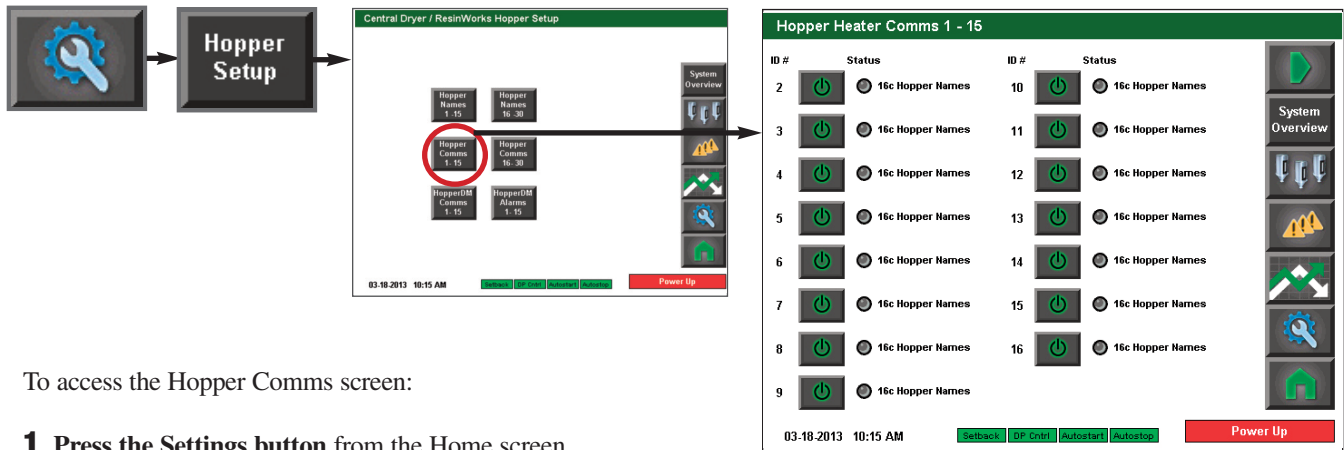 Hopper
Setup
Central Dryer / ResinWorks Hopper Setup
Hopper
Names
1 -15
Hopper
Names
16 -30
Hopper
Comms
1- 15
Hopper
Comms
16- 30
HopperDM
Comms
1- 15
HopperDM
Alarms
1- 15
System
Overview
03-18-2013 10:15 AM
Setback DP Cntrl Autostart Autostop
Power Up
Hopper Heater Comms 1 - 15
ID # Status ID # Status
2 16c Hopper Names 10 16c Hopper Names
3 16c Hopper Names 11 16c Hopper Names
4 16c Hopper Names 12 16c Hopper Names
5 16c Hopper Names 13 16c Hopper Names
6 16c Hopper Names 14 16c Hopper Names
7 16c Hopper Names 15 16c Hopper Names
8 16c Hopper Names 16 16c Hopper Names
9 16c Hopper Names
System
Overview
03-18-2013 10:15 AM
Setback DP Cntrl Autostart Autostop
Power Up
To access the Hopper Comms screen:
1 Press the Settings button from the Home screen